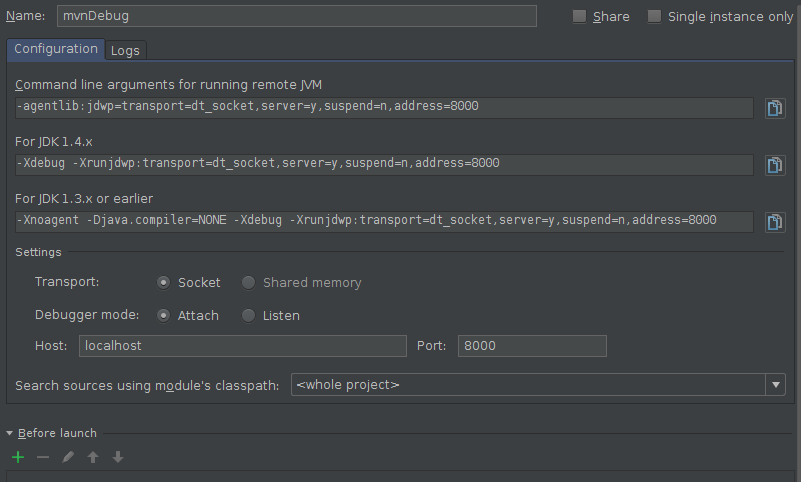 Name: mvnDebug Share Single instance only
Configuration Logs
Command line arguments for running remote JVM
-agentlib:jdwp=transport=dt_socket,server=y,suspend=n,address=8000
For JDK 1.4.x
-Xdebug -Xrunjdwp:transport=dt_socket,server=y,suspend=n,address=8000
For JDK 1.3.x or earlier
-Xnoagent -Djava.compiler=NONE -Xdebug -Xrunjdwp:transport=dt_socket,server=y,suspend=n,address=8000
Settings
Transport: Socket Shared memory
Debugger mode: Attach Listen
Host: localhost Port: 8000
Search sources using module's classpath: <whole project>
Before launch